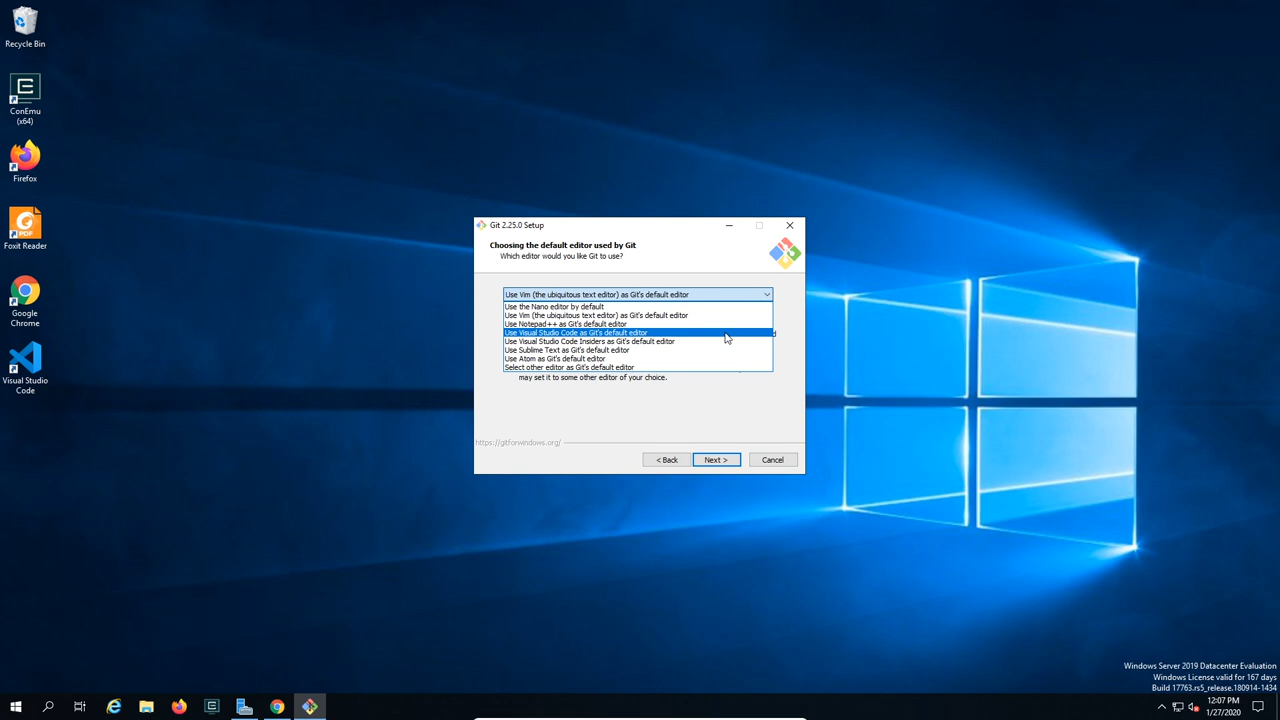 Recycle Bin
ConEmu
(x64)
Firefox
Foxit Reader
Google
Chrome
Visual Studio
Code
Git 2.25.0 Setup
Choosing the default editor used by Git
Which editor would you like Git to use?
Use Vim (the ubiquitous text editor) as Git's default editor
Use the Nano editor by default
Use Vim (the ubiquitous text editor) as Git's default editor
Use Notepad++ as Git's default editor
Use Visual Studio Code as Git's default editor
Use Visual Studio Code Insiders as Git's default editor
Use Sublime Text as Git's default editor
Use Atom as Git's default editor
Select other editor as Git's default editor
may set it to some other editor of your choice.
https://gitforwindows.org/
< Back
Next >
Cancel
Windows Server 2019 Datacenter Evaluation
Windows License valid for 167 days
Build 17763.rs5_release.180914-1434
12:07 PM
1/27/2020